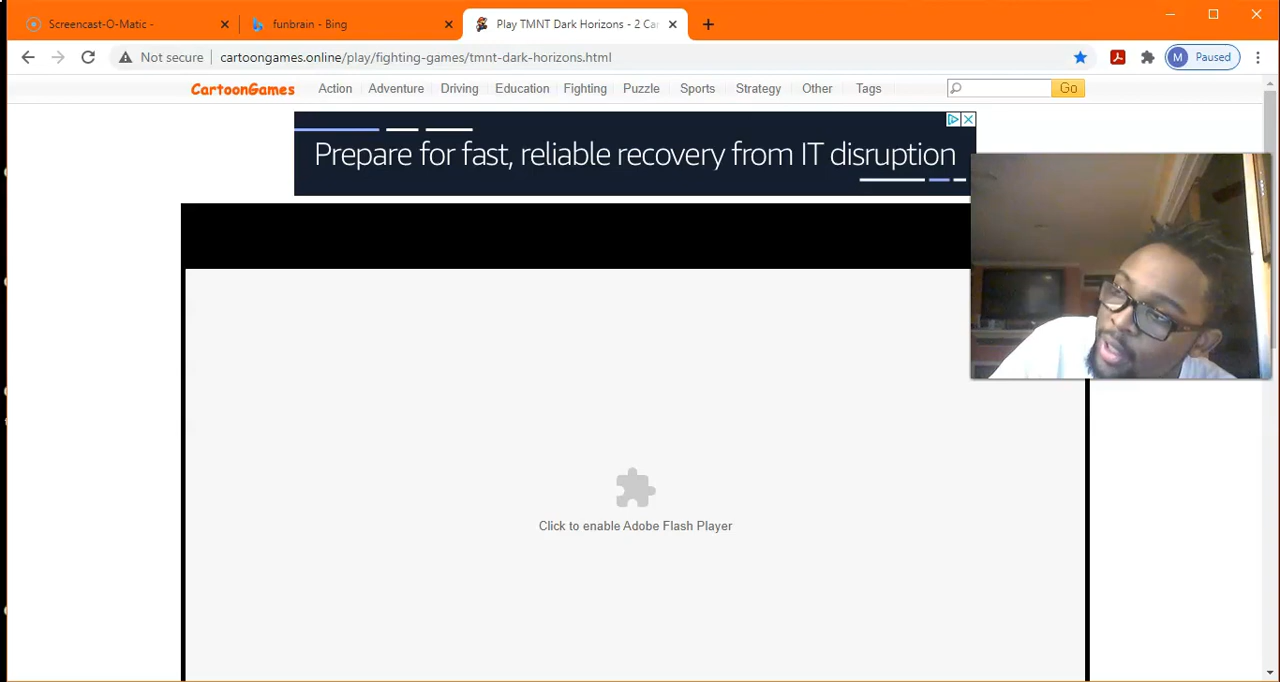 Screencast-O-Matic -
funbrain - Bing
Play TMNT Dark Horizons - 2 Ca
Not secure
cartoongames.online/play/fighting-games/tmnt-dark-horizons.html
M Paused
CartoonGames Action Adventure Driving Education Fighting Puzzle Sports Strategy Other Tags Go
Prepare for fast, reliable recovery from IT disruption
Click to enable Adobe Flash Player